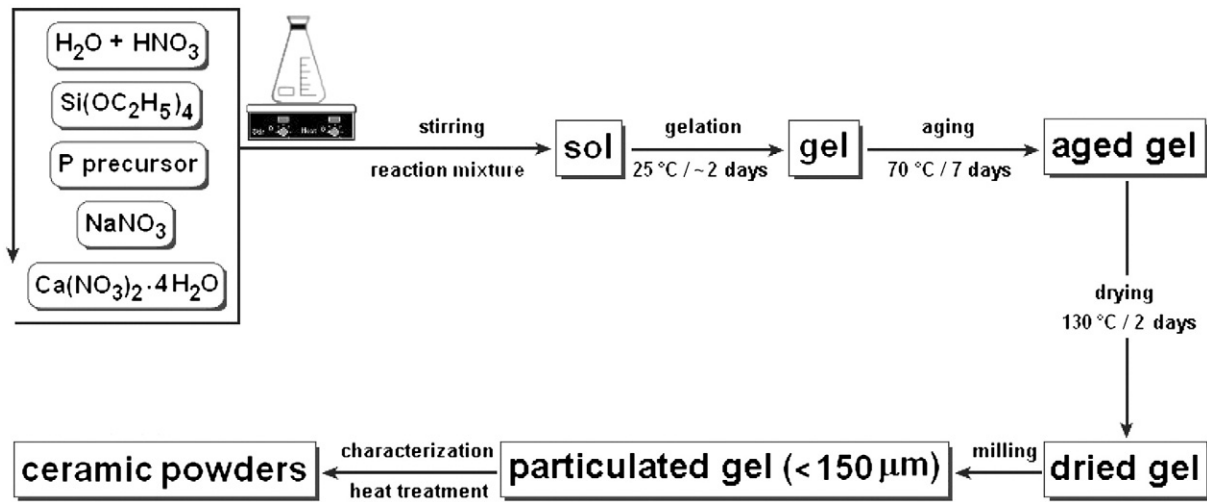 H₂O + HNO₃
Si(OC₂H₅)₄
P precursor
NaNO₃
Ca(NO₃)₂·4H₂O
Stir Heat
stirring
reaction mixture
sol
gelation
25 °C / ~2 days
gel
aging
70 °C / 7 days
aged gel
drying
130 °C / 2 days
dried gel
milling
particulated gel (<150 μm)
characterization
heat treatment
ceramic powders